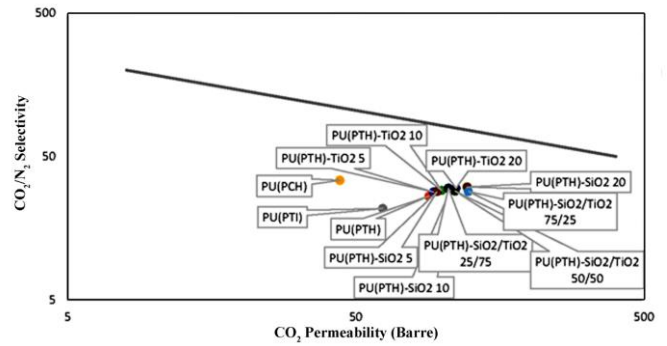 500
CO2/N2 Selectivity
50
5
PU(PTH)-TiO2 10
PU(PTH)-TiO2 5
PU(PTH)-TiO2 20
PU(PCH)
PU(PTH)-SiO2 20
PU(PTI)
PU(PTH)-SiO2/TiO2
75/25
PU(PTH)
PU(PTH)-SiO2/TiO2
25/75
PU(PTH)-SiO2 5
PU(PTH)-SiO2/TiO2
50/50
PU(PTH)-SiO2 10
5
50
500
CO2 Permeability (Barre)